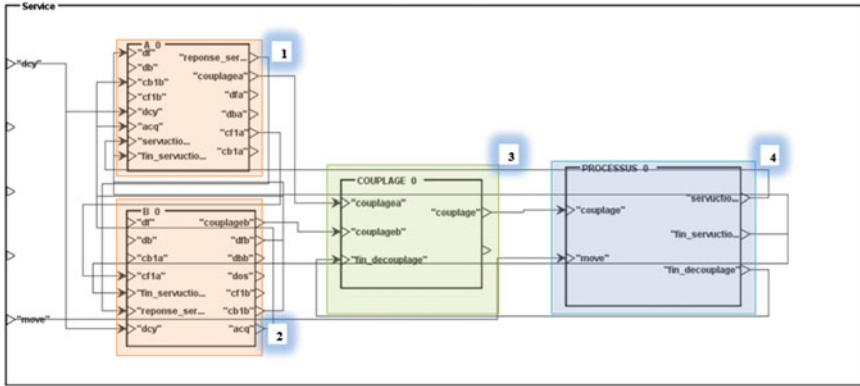 Service
"dcy"
"move"
A_0
1
"df"
"db"
"cb1b"
"cf1b"
"dcy"
"acq"
"servuctio...
"fin_servuctio...
"reponse_ser...
"couplagea"
"dfa"
"dba"
"cf1a"
"cb1a"
B_0
2
"df"
"db"
"cb1a"
"cf1a"
"fin_servuctio...
"reponse_ser...
"dcy"
"couplageb"
"dfb"
"dbb"
"dos"
"cf1b"
"cb1b"
"acq"
3
COUPLAGE_0
"couplagea"
"couplageb"
"fin_decouplage"
"couplage"
4
PROCESSUS_0
"couplage"
"move"
"servuctio...
"fin_servuctio...
"fin_decouplage"